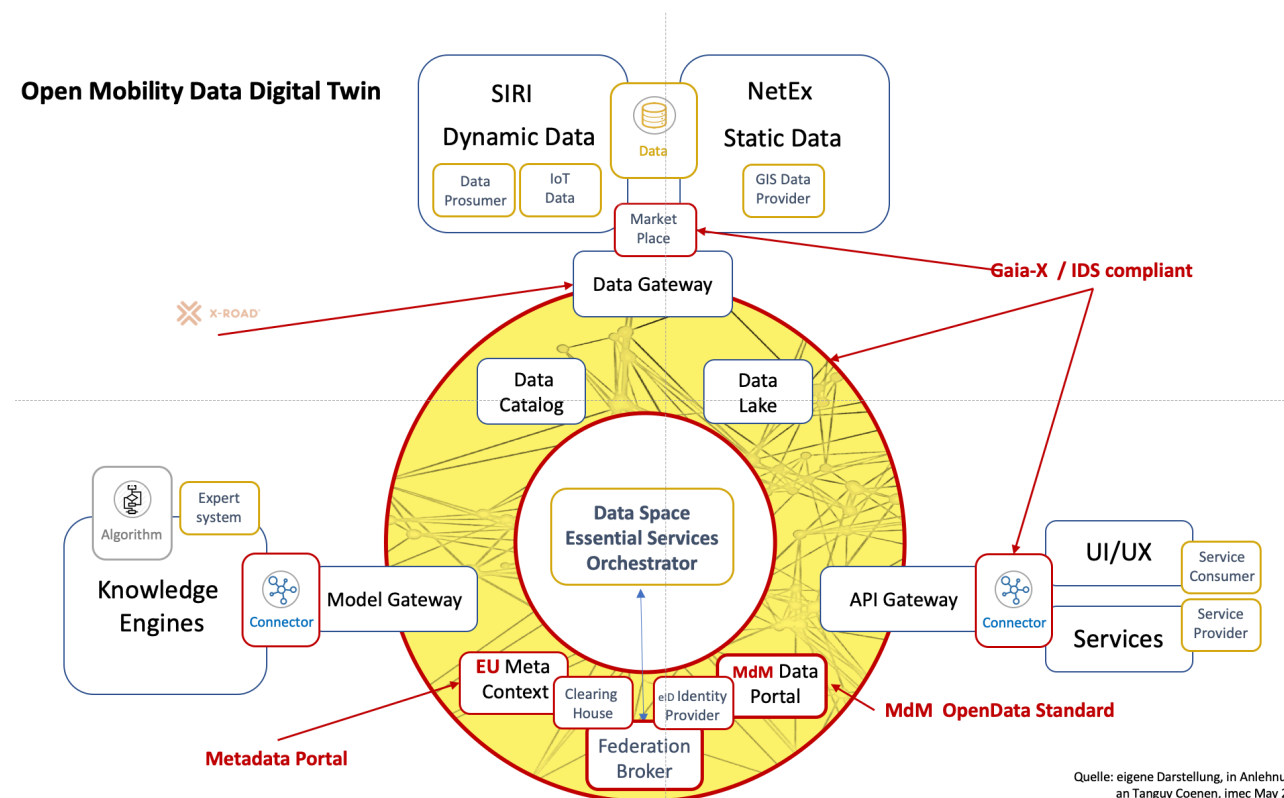 Open Mobility Data Digital Twin
SIRI
Dynamic Data
Data
Prosumer
IoT
Data
Data
NetEx
Static Data
GIS Data
Provider
Market
Place
Data Gateway
Gaia-X / IDS compliant
X-ROAD
Data
Catalog
Data
Lake
Algorithm
Expert
system
Knowledge
Engines
Connector
Model Gateway
Data Space
Essential Services
Orchestrator
API Gateway
Connector
UI/UX
Service
Consumer
Services
Service
Provider
EU Meta
Context
Clearing
House
eID Identity
Provider
MdM Data
Portal
Federation
Broker
MdM OpenData Standard
Metadata Portal
Quelle: eigene Darstellung, in
an Tanguy Coenen, imec May